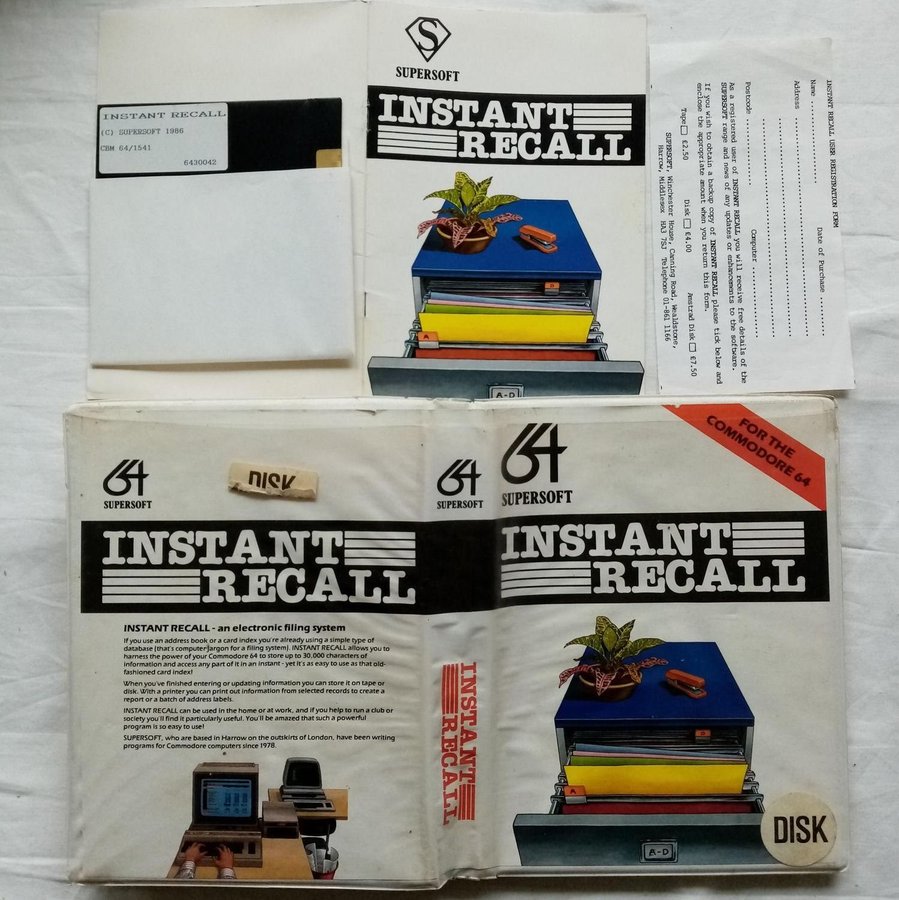 INSTANT RECALL
(C) SUPERSOFT 1986
CBM 64/1541
6430042
S
SUPERSOFT
INSTANT
RECALL
B
A
A-D
INSTANT RECALL USER REGISTRATION FORM
Name ..... Date of Purchase ....
Address ..............................
Postcode ........ Computer ...............
As a registered user of INSTANT RECALL you will receive free details of the
SUPERSOFT range and news of any updates or enhancements to the software.
If you wish to obtain a backup copy of INSTANT RECALL please tick below and
enclose the appropriate amount when you return this form.
Tape £2.50 Disk £4.00 Amstrad Disk £7.50
SUPERSOFT, Winchester House, Canning Road, Wealdstone,
Harrow, Middlesex HA3 7SJ Telephone 01-861 1166
64
SUPERSOFT
DISK
INSTANT
RECALL
INSTANT RECALL - an electronic filing system
If you use an address book or a card index you're already using a simple type of
database (that's computer jargon for a filing system). INSTANT RECALL allows you to
harness the power of your Commodore 64 to store up to 30,000 characters of
information and access any part of it in an instant - yet it's as easy to use as that old-
fashioned card index!
When you've finished entering or updating information you can store it on tape or
disk. With a printer you can print out information from selected records to create a
report or a batch of address labels.
INSTANT RECALL can be used in the home or at work, and if you help to run a club or
society you'll find it particularly useful. You'll be amazed that such a powerful
program is so easy to use!
SUPERSOFT, who are based in Harrow on the outskirts of London, have been writing
programs for Commodore computers since 1978.
64
SUPERSOFT
INSTANT
RECALL
64
SUPERSOFT
FOR THE
COMMODORE 64
INSTANT
RECALL
B
A
A-D
DISK